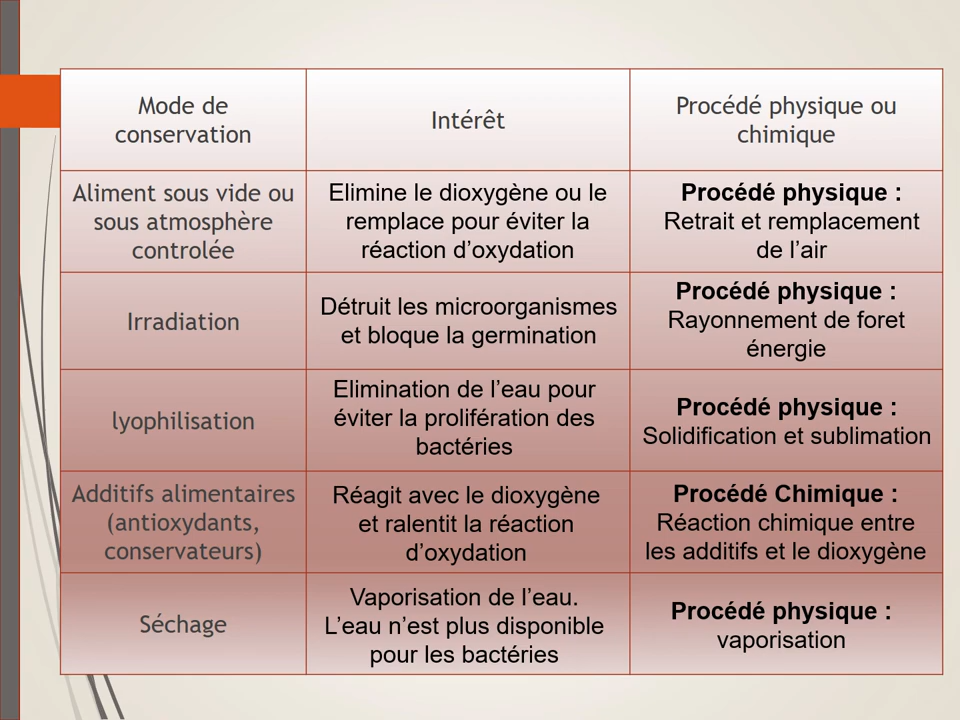 Mode de
conservation
Intérêt
Procédé physique ou
chimique
Aliment sous vide ou
sous atmosphère
controlée
Elimine le dioxygène ou le
remplace pour éviter la
réaction d’oxydation
Procédé physique :
Retrait et remplacement
de l’air
Irradiation
Détruit les microorganismes
et bloque la germination
Procédé physique :
Rayonnement de foret
énergie
lyophilisation
Elimination de l’eau pour
éviter la prolifération des
bactéries
Procédé physique :
Solidification et sublimation
Additifs alimentaires
(antioxydants,
conservateurs)
Réagit avec le dioxygène
et ralentit la réaction
d’oxydation
Procédé Chimique :
Réaction chimique entre
les additifs et le dioxygène
Séchage
Vaporisation de l’eau.
L’eau n’est plus disponible
pour les bactéries
Procédé physique :
vaporisation